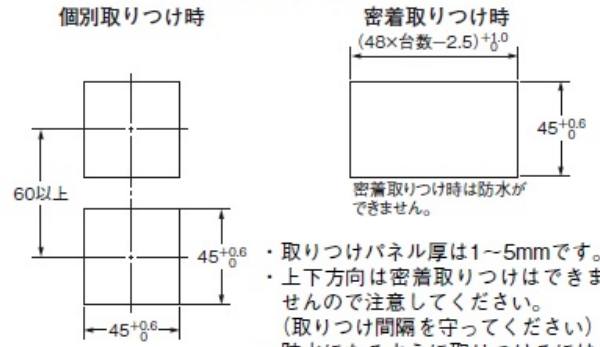 個別取りつけ時
密着取りつけ時
(48×台数−2.5)+1.0 0
45+0.6 0
密着取りつけ時は防水が
できません。
60以上
45+0.6 0
45+0.6 0
・取りつけパネル厚は1～5mmです。
・上下方向は密着取りつけはできま
せんので注意してください。
(取りつけ間隔を守ってください)